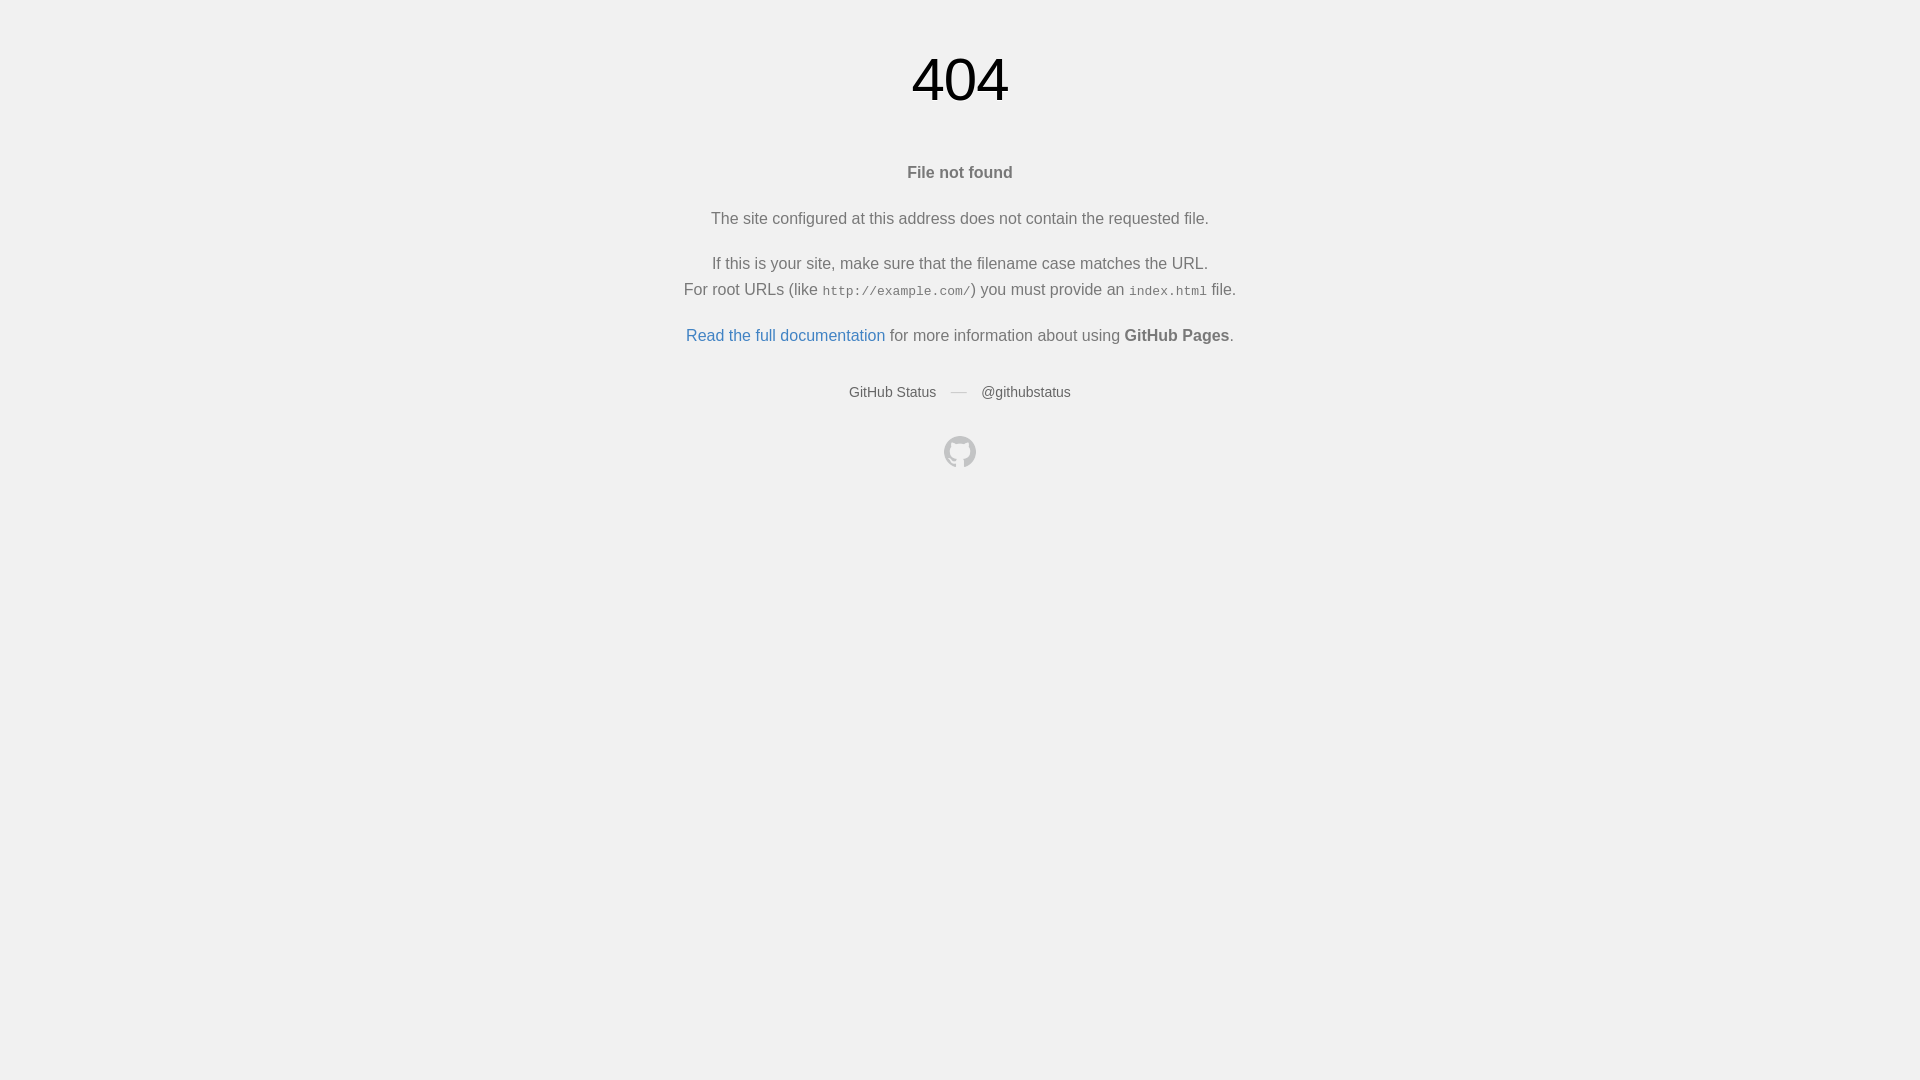 404
File not found
The site configured at this address does not contain the requested file.
If this is your site, make sure that the filename case matches the URL.
For root URLs (like http://example.com/) you must provide an index.html file.
Read the full documentation for more information about using GitHub Pages.
GitHub Status — @githubstatus